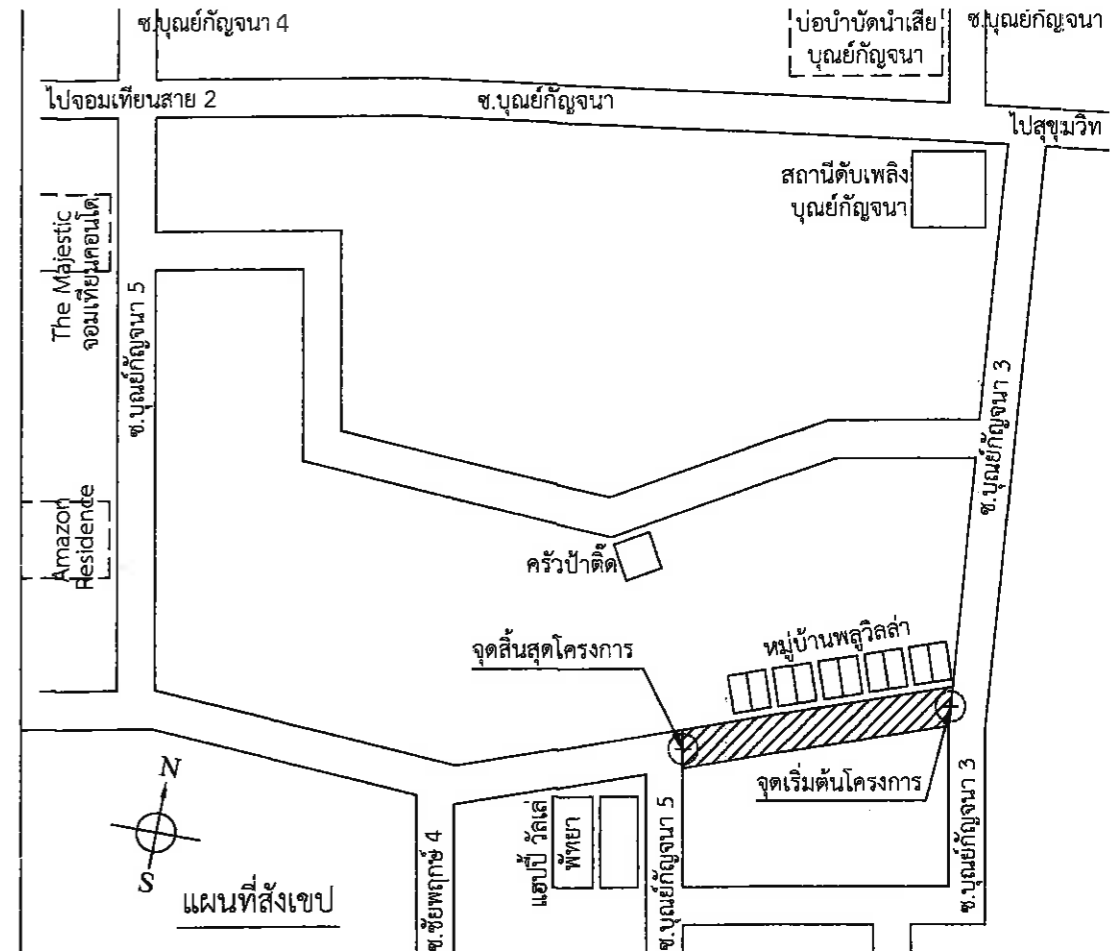 ซ.บุณย์กัญจนา 4
บ่อบำบัดน้ำเสีย
บุณย์กัญจนา
ซ.บุณย์กัญจนา
ไปจอมเทียนสาย 2
ซ.บุณย์กัญจนา
ไปสุขุมวิท
สถานีดับเพลิง
บุณย์กัญจนา
The Majestic
จอมเทียนคอนโด
ซ.บุณย์กัญจนา 5
ซ.บุณย์กัญจนา 3
Amazon
Residence
ครัวป้าติ๊ด
จุดสิ้นสุดโครงการ
หมู่บ้านพลูวิลล่า
จุดเริ่มต้นโครงการ
N
S
แผนที่สังเขป
ซ.ชัยพฤกษ์ 4
แฮปปี้ วัลเล่
พัทยา
ซ.บุณย์กัญจนา 5
ซ.บุณย์กัญจนา 3